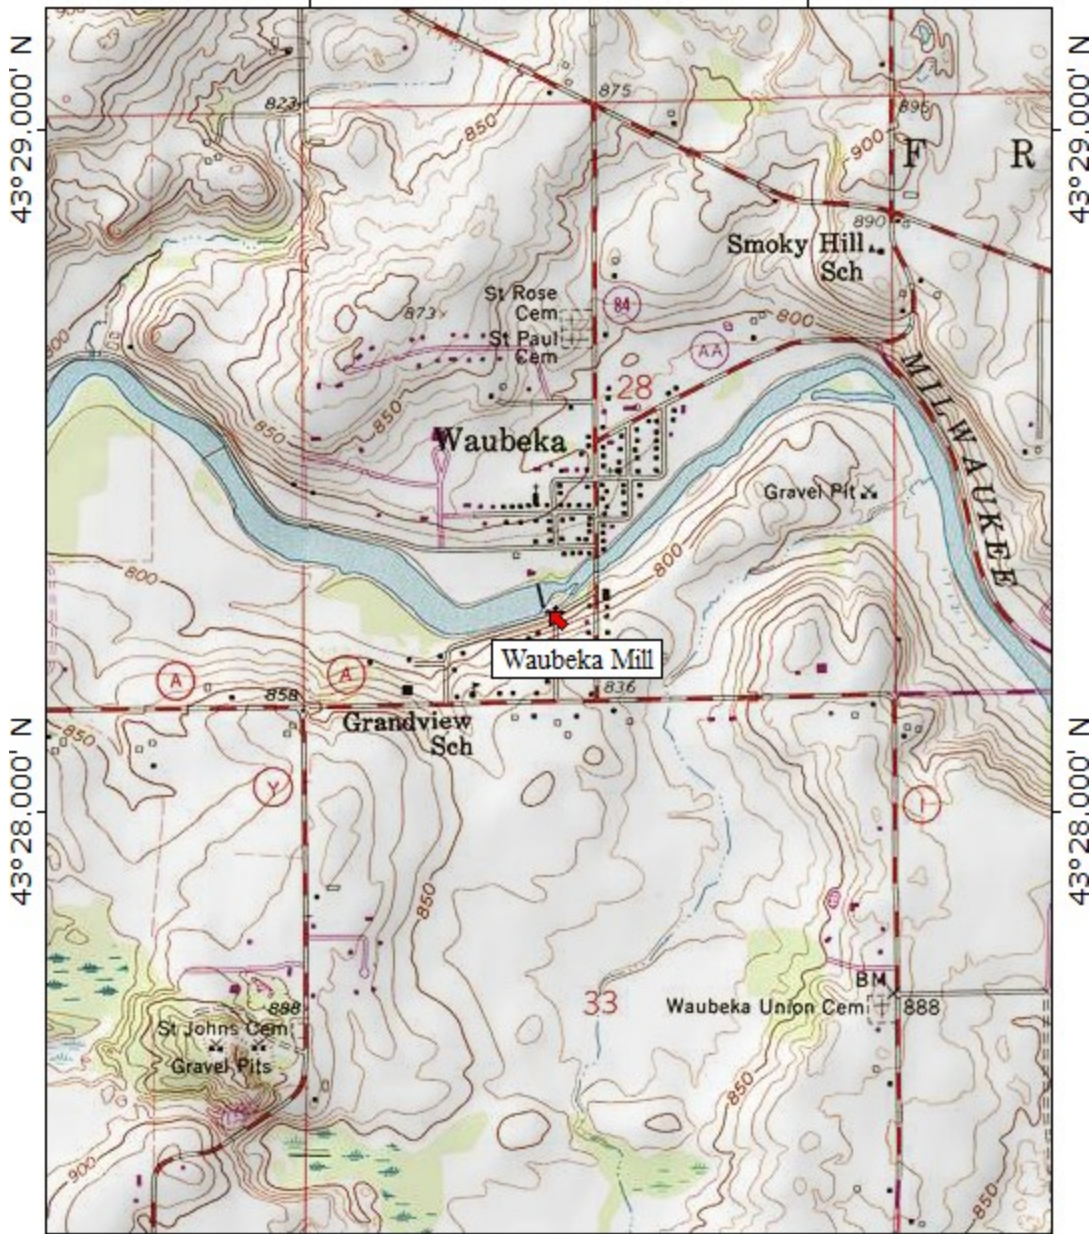 43°29.000' N
43°29.000' N
823
875
850
896
900
F R
890
Smoky Hill
Sch
St Rose
Cem
873
84
800
St Paul
Cem
AA
28
850
850
Waubeka
MILWAUKEE
Gravel Pit
800
800
Waubeka Mill
A
A
858
836
Grandview
Sch
850
Y
I
43°28.000' N
43°28.000' N
850
BM
888
33
Waubeka Union Cem
888
St Johns Cem
Gravel Pits
850
900
850